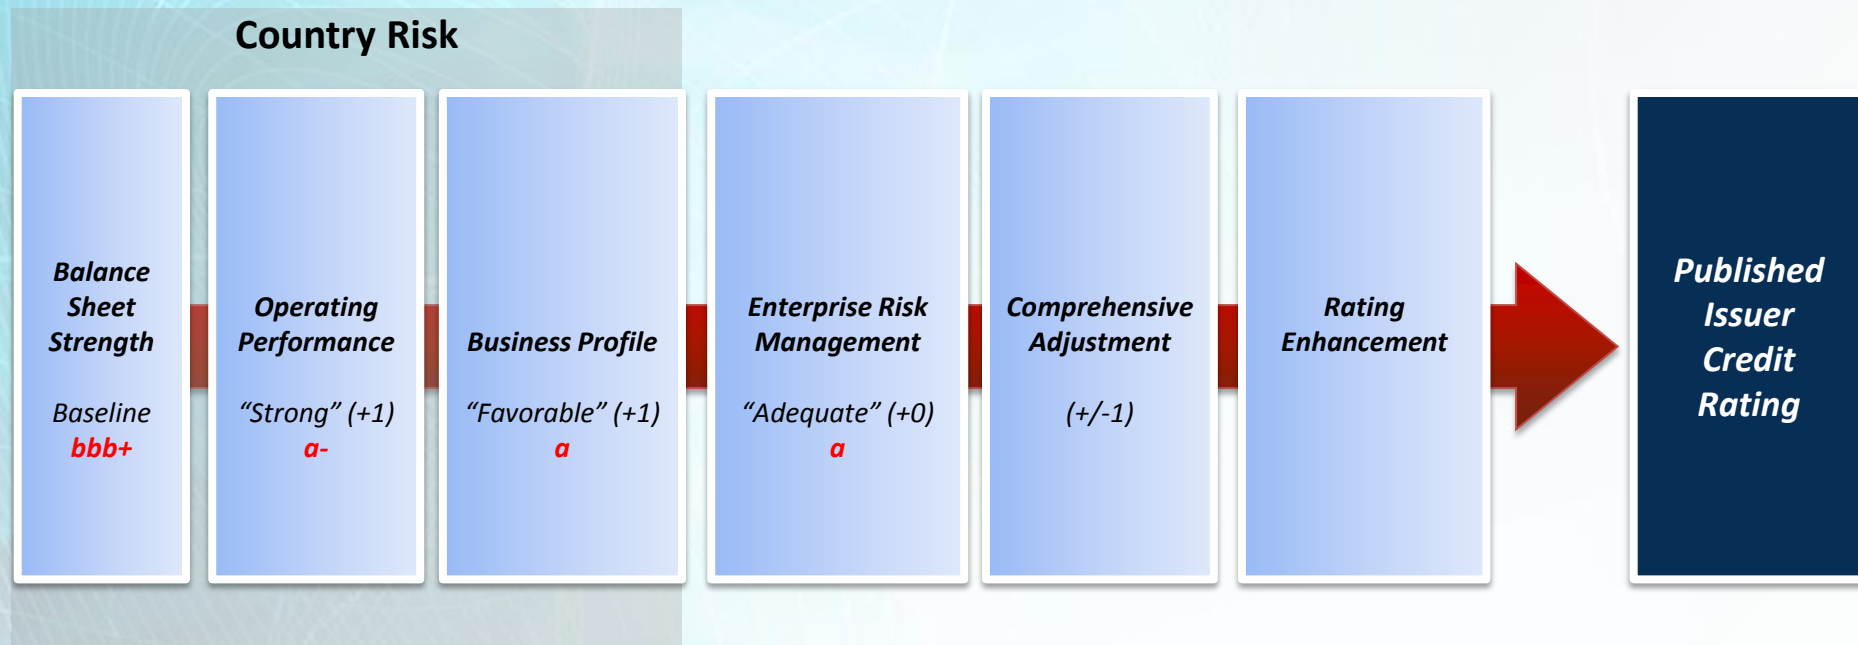 Country Risk
Balance
Sheet
Strength
Baseline
bbb+
Operating
Performance
“Strong” (+1)
a-
Business Profile
“Favorable” (+1)
a
Enterprise Risk
Management
“Adequate” (+0)
a
Comprehensive
Adjustment
(+/-1)
Rating
Enhancement
Published
Issuer
Credit
Rating